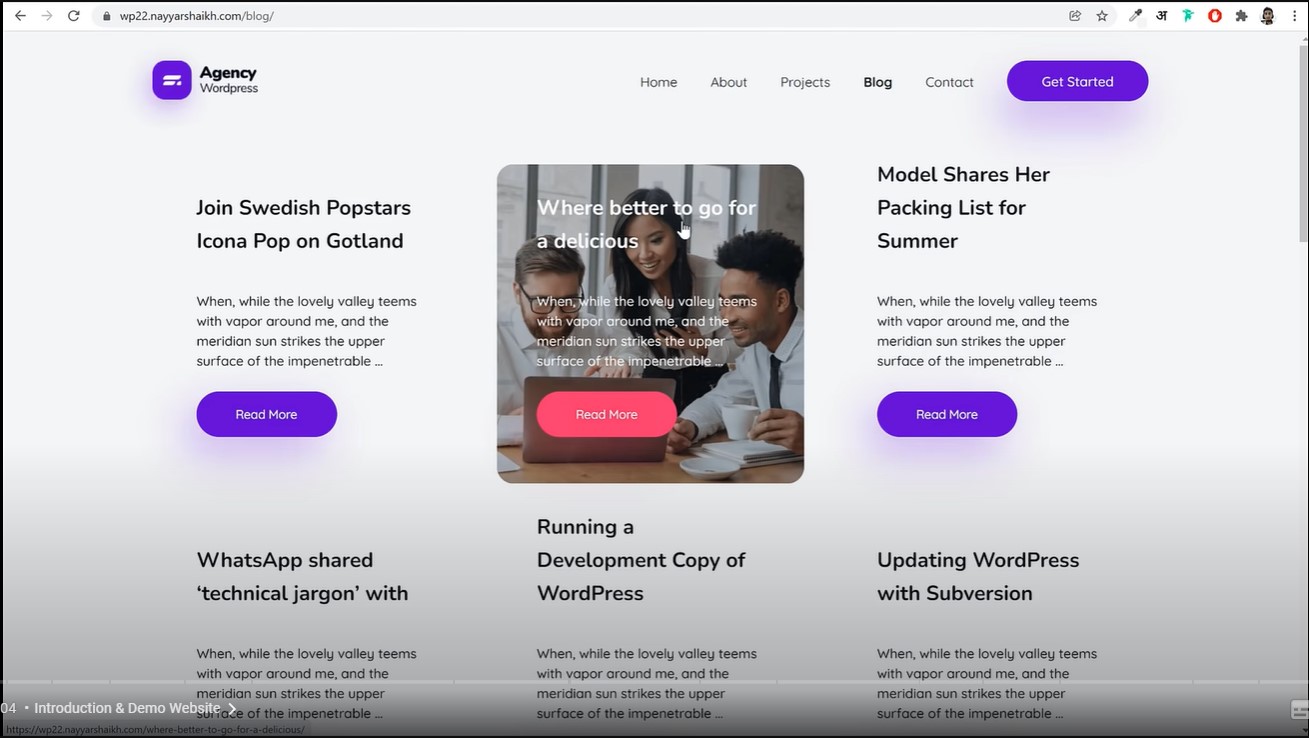 wp22.nayyarshaikh.com/blog/
अ
Agency
Wordpress
Home
About
Projects
Blog
Contact
Get Started
Join Swedish Popstars
Icona Pop on Gotland
When, while the lovely valley teems
with vapor around me, and the
meridian sun strikes the upper
surface of the impenetrable ...
Read More
Where better to go for
a delicious
When, while the lovely valley teems
with vapor around me, and the
meridian sun strikes the upper
surface of the impenetrable ...
Read More
Model Shares Her
Packing List for
Summer
When, while the lovely valley teems
with vapor around me, and the
meridian sun strikes the upper
surface of the impenetrable ...
Read More
WhatsApp shared
‘technical jargon’ with
When, while the lovely valley teems
with vapor around me, and the
meridian sun strikes the upper
surface of the impenetrable ...
Running a
Development Copy of
WordPress
When, while the lovely valley teems
with vapor around me, and the
meridian sun strikes the upper
surface of the impenetrable ...
Updating WordPress
with Subversion
When, while the lovely valley teems
with vapor around me, and the
meridian sun strikes the upper
surface of the impenetrable ...
04 • Introduction & Demo Website
https://wp22.nayyarshaikh.com/where-better-to-go-for-a-delicious/